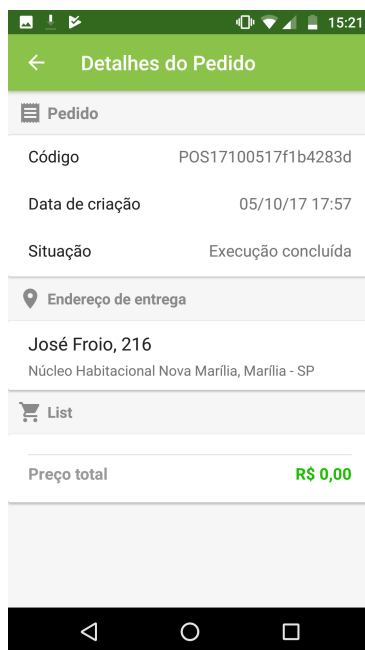 15:21
Detalhes do Pedido
Pedido
Código POS17100517f1b4283d
Data de criação 05/10/17 17:57
Situação Execução concluída
Endereço de entrega
José Froio, 216
Núcleo Habitacional Nova Marília, Marília - SP
List
Preço total R$ 0,00